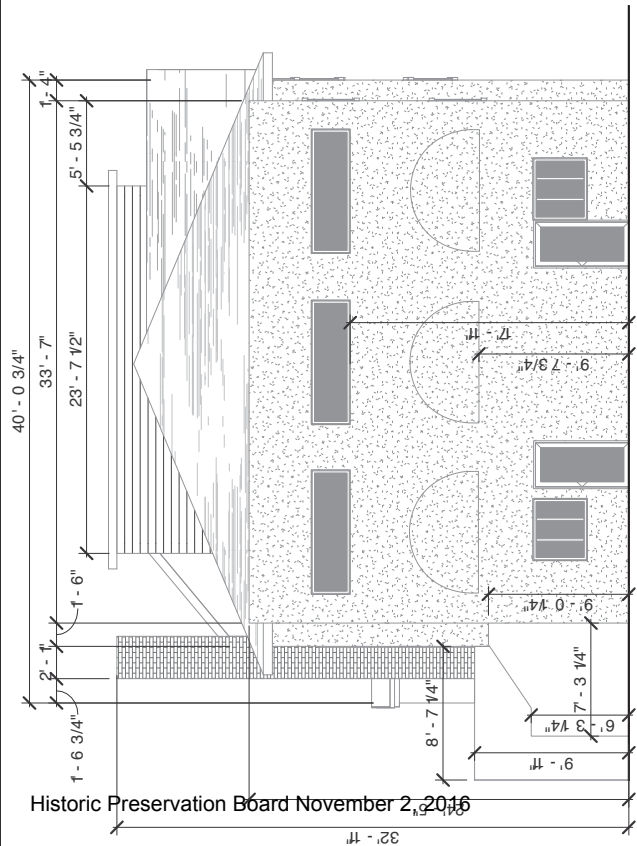 40' - 0 3/4"
33' - 7"
1' - 4"
5' - 5 3/4"
23' - 7 1/2"
1' - 6"
2' - 1"
1' - 6 3/4"
17' - 11"
9' - 7 3/4"
9' - 0 1/4"
7' - 3 1/4"
6' - 3 1/4"
8' - 7 1/4"
9' - 11"
24' - 5"
32' - 11"
Historic Preservation Board November 2, 2016